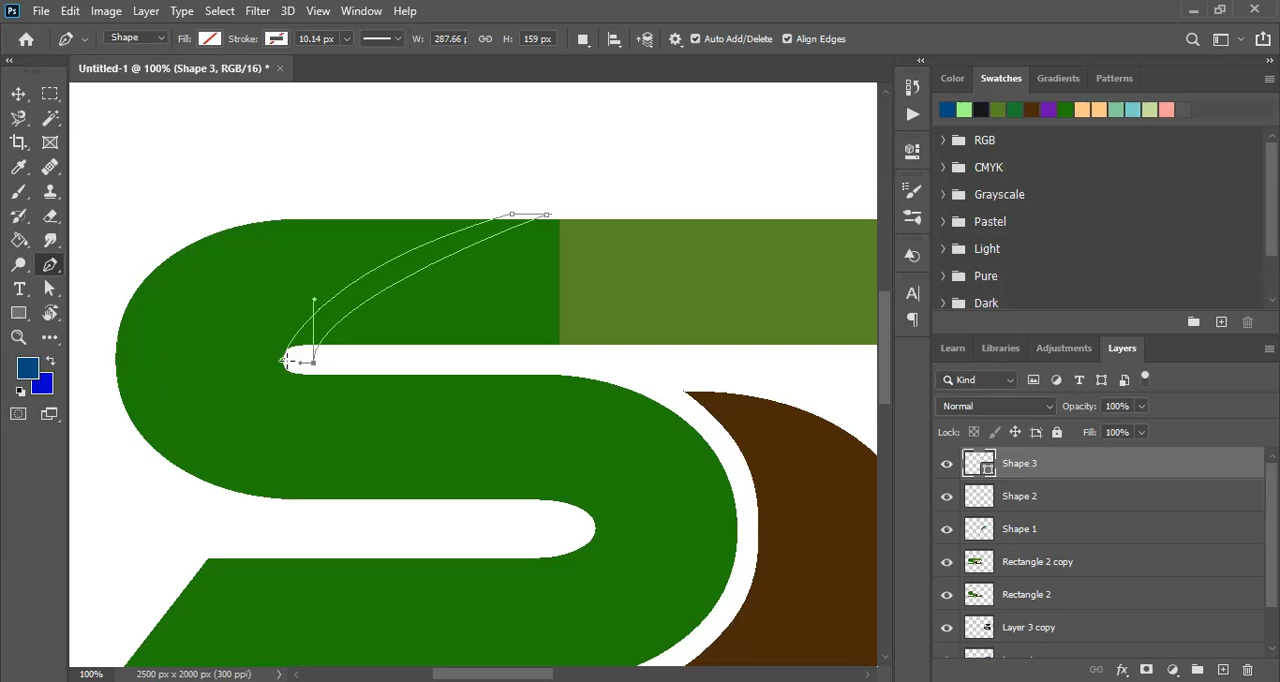 Ps File Edit Image Layer Type Select Filter 3D View Window Help
Shape Fill: Stroke: 10.14 px W: 287.66 p H: 159 px Auto Add/Delete Align Edges
Untitled-1 @ 100% (Shape 3, RGB/16) * ×
Color Swatches Gradients Patterns
RGB
CMYK
Grayscale
Pastel
Light
Pure
Dark
Learn Libraries Adjustments Layers
Kind
Normal Opacity: 100%
Lock: Fill: 100%
Shape 3
Shape 2
Shape 1
Rectangle 2 copy
Rectangle 2
Layer 3 copy
100% 2500 px x 2000 px (300 ppi)